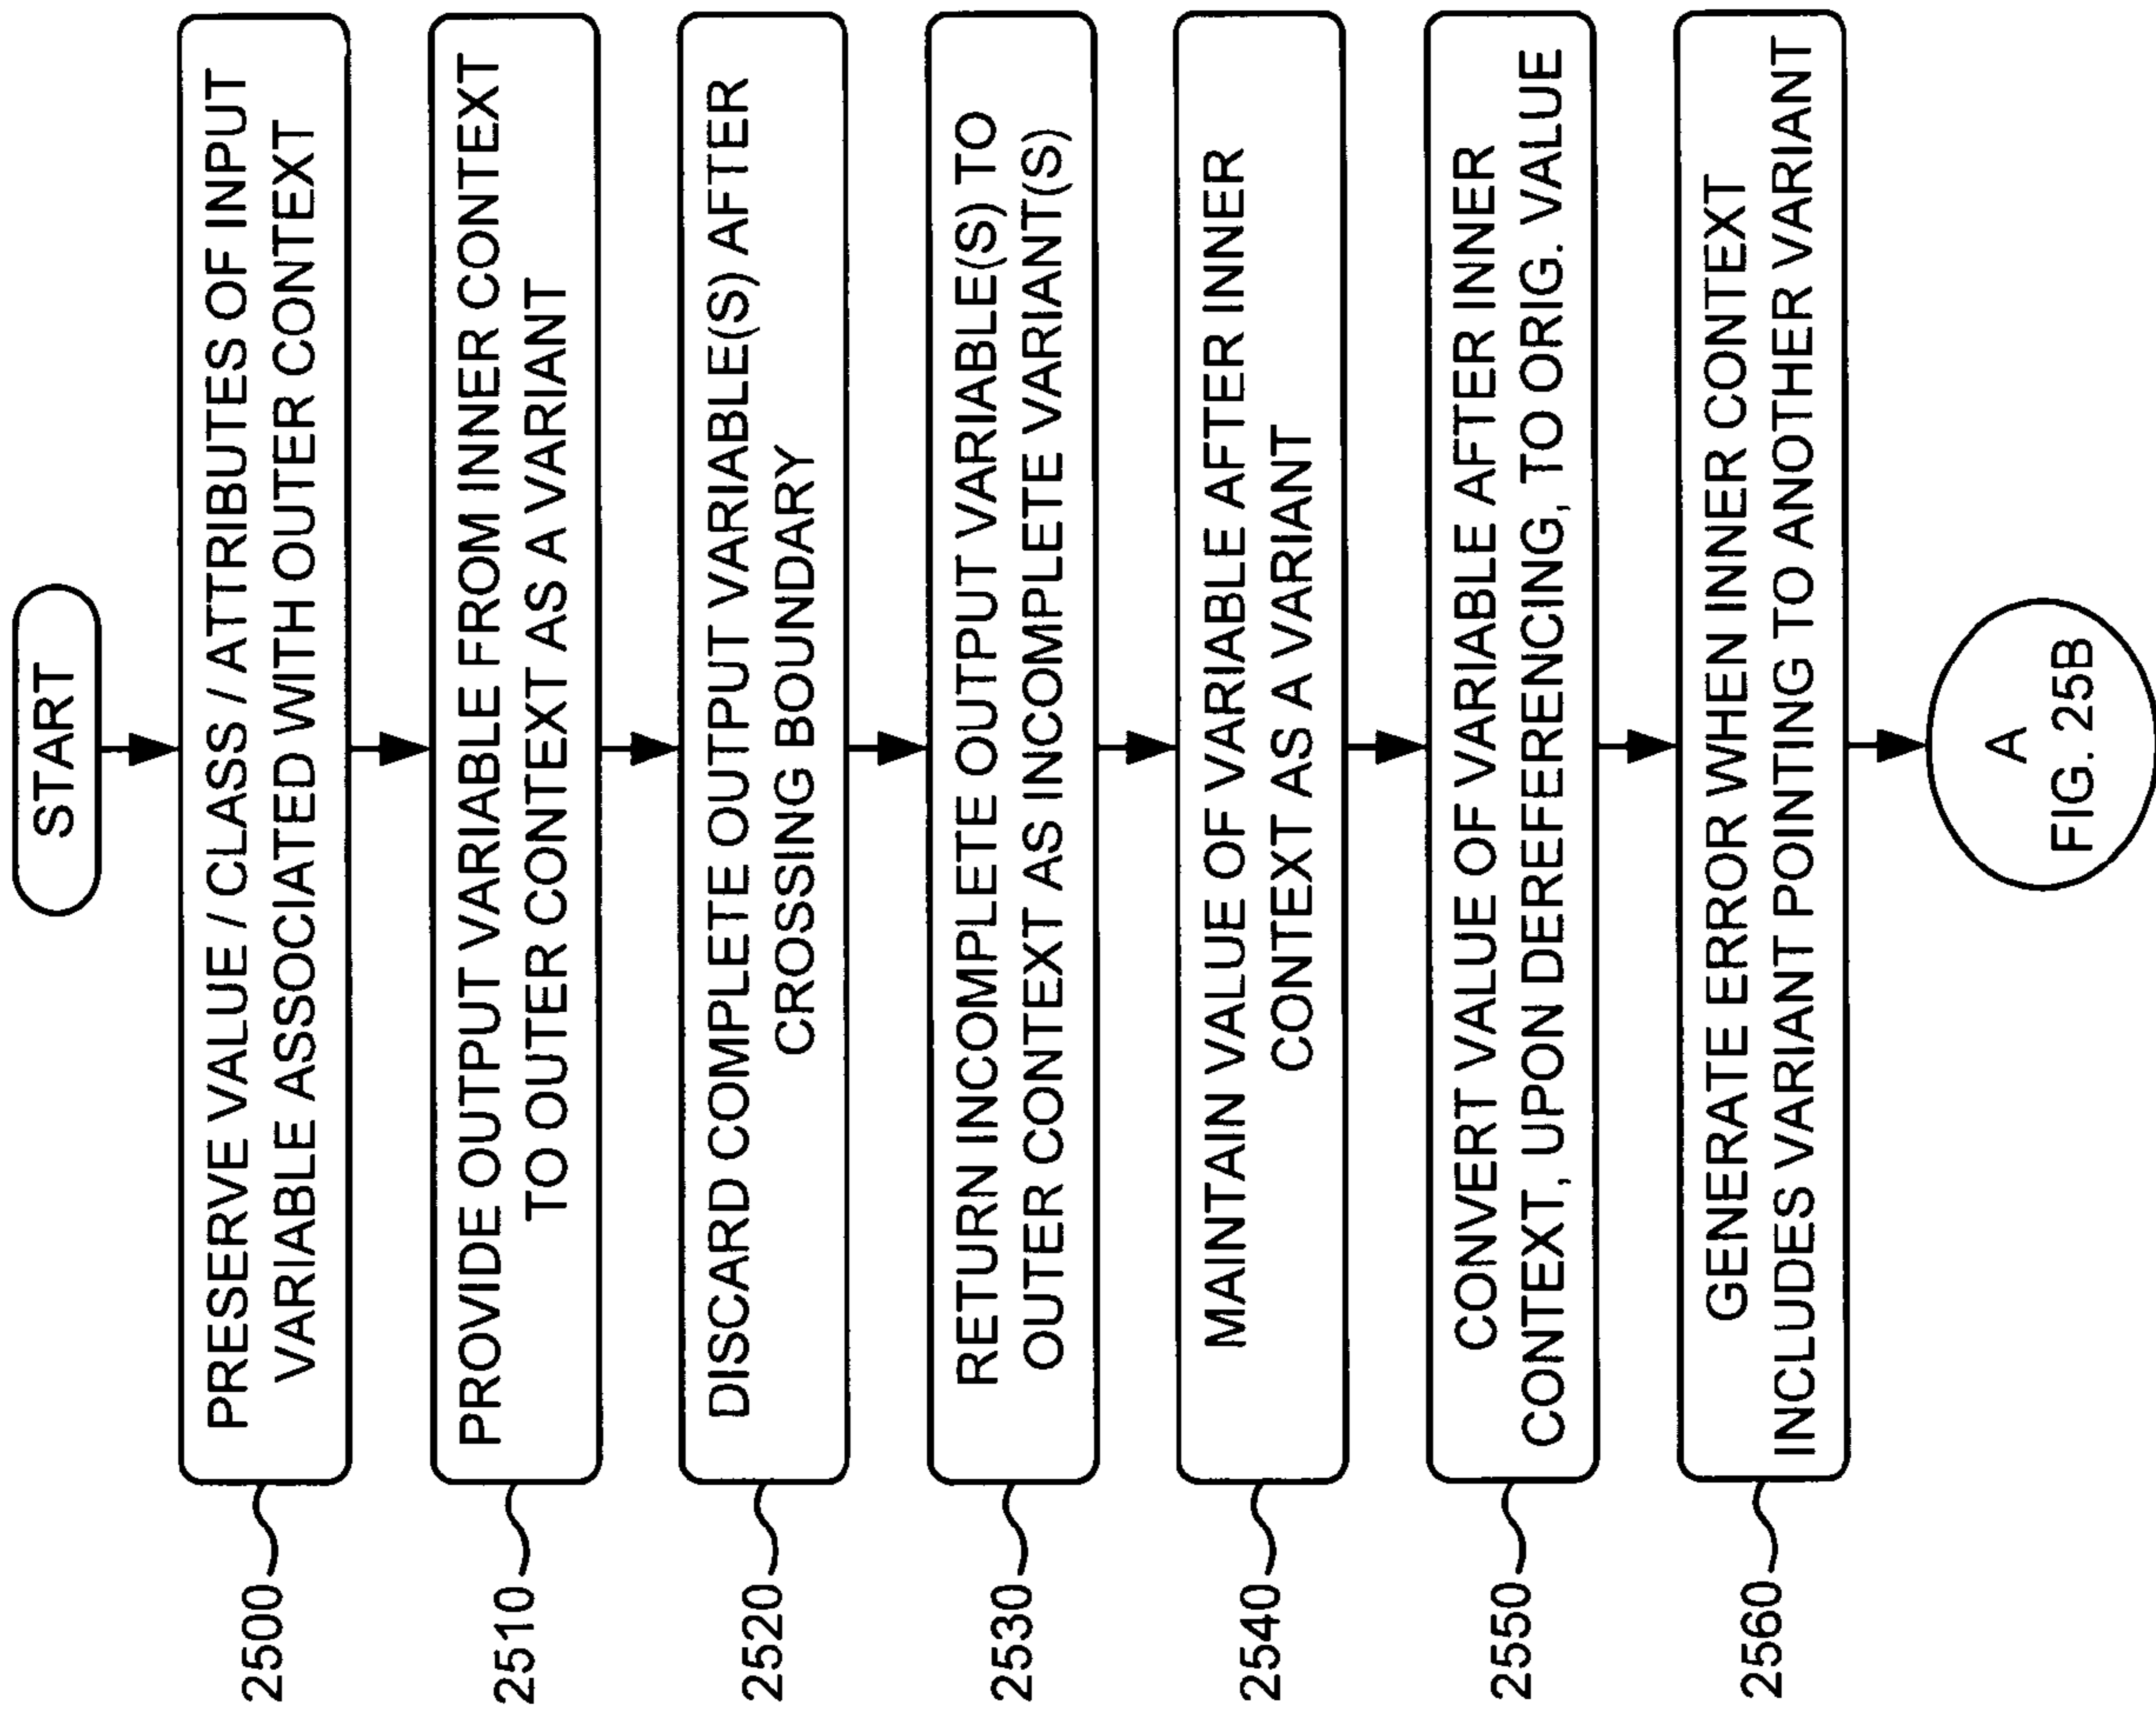 START
2500
PRESERVE VALUE / CLASS / ATTRIBUTES OF INPUT
VARIABLE ASSOCIATED WITH OUTER CONTEXT
2510
PROVIDE OUTPUT VARIABLE FROM INNER CONTEXT
TO OUTER CONTEXT AS A VARIANT
2520
DISCARD COMPLETE OUTPUT VARIABLE(S) AFTER
CROSSING BOUNDARY
2530
RETURN INCOMPLETE OUTPUT VARIABLE(S) TO
OUTER CONTEXT AS INCOMPLETE VARIANT(S)
2540
MAINTAIN VALUE OF VARIABLE AFTER INNER
CONTEXT AS A VARIANT
2550
CONVERT VALUE OF VARIABLE AFTER INNER
CONTEXT, UPON DEREFERENCING, TO ORIG. VALUE
2560
GENERATE ERROR WHEN INNER CONTEXT
INCLUDES VARIANT POINTING TO ANOTHER VARIANT
A
FIG. 25B